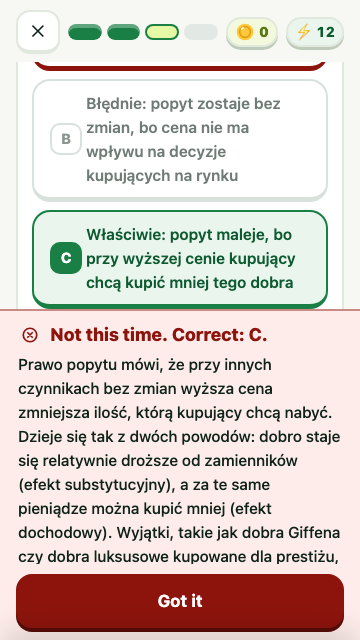 0
12
B
Błędnie: popyt zostaje bez
zmian, bo cena nie ma
wpływu na decyzje
kupujących na rynku
C
Właściwie: popyt maleje, bo
przy wyższej cenie kupujący
chcą kupić mniej tego dobra
Not this time. Correct: C.
Prawo popytu mówi, że przy innych
czynnikach bez zmian wyższa cena
zmniejsza ilość, którą kupujący chcą nabyć.
Dzieje się tak z dwóch powodów: dobro staje
się relatywnie droższe od zamienników
(efekt substytucyjny), a za te same
pieniądze można kupić mniej (efekt
dochodowy). Wyjątki, takie jak dobra Giffena
czy dobra luksusowe kupowane dla prestiżu,
Got it